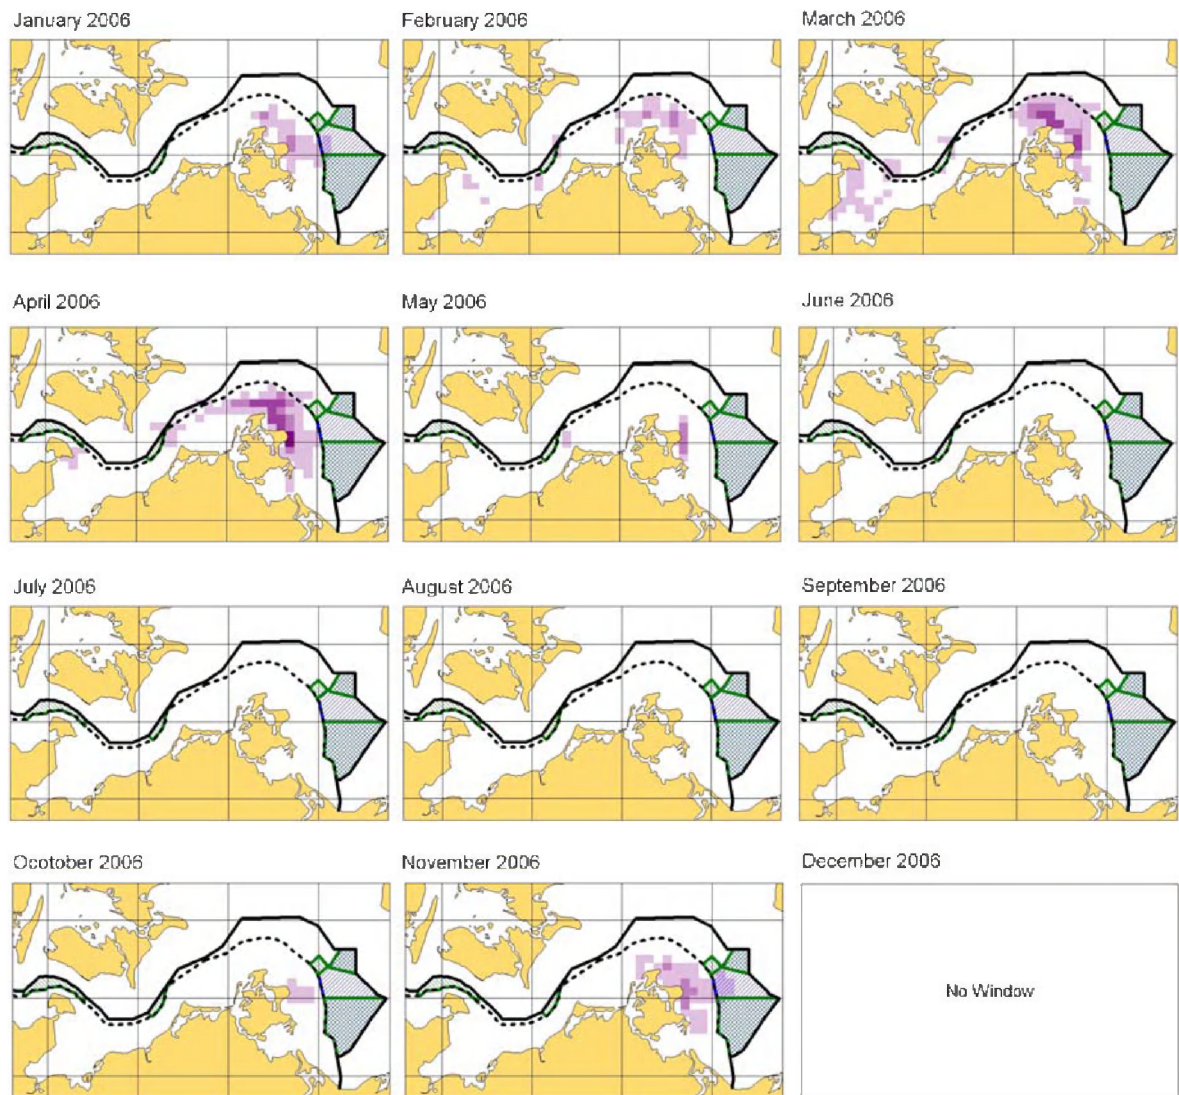 January 2006
February 2006
March 2006
April 2006
May 2006
June 2006
July 2006
August 2006
September 2006
Ocotober 2006
November 2006
December 2006
No Window